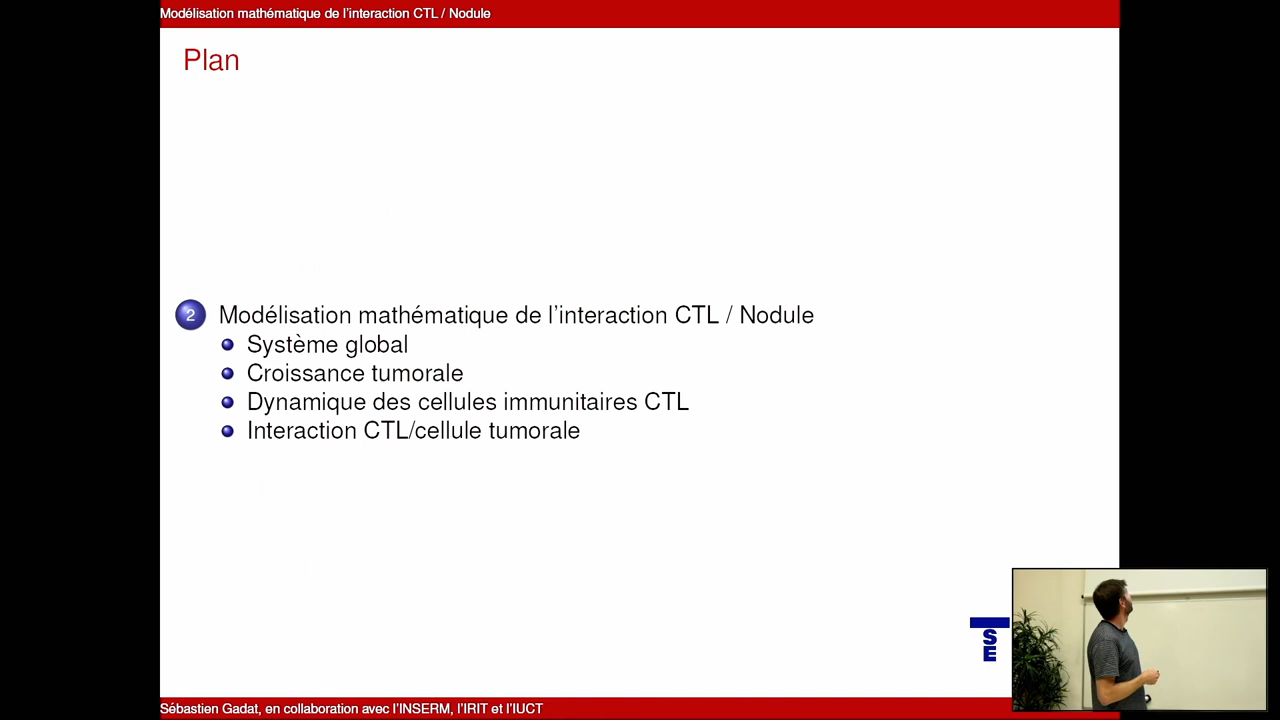 Modélisation mathématique de l'interaction CTL / Nodule
Plan
2 Modélisation mathématique de l'interaction CTL / Nodule
Système global
Croissance tumorale
Dynamique des cellules immunitaires CTL
Interaction CTL/cellule tumorale
TSE
Sébastien Gadat, en collaboration avec l'INSERM, l'IRIT et l'IUCT